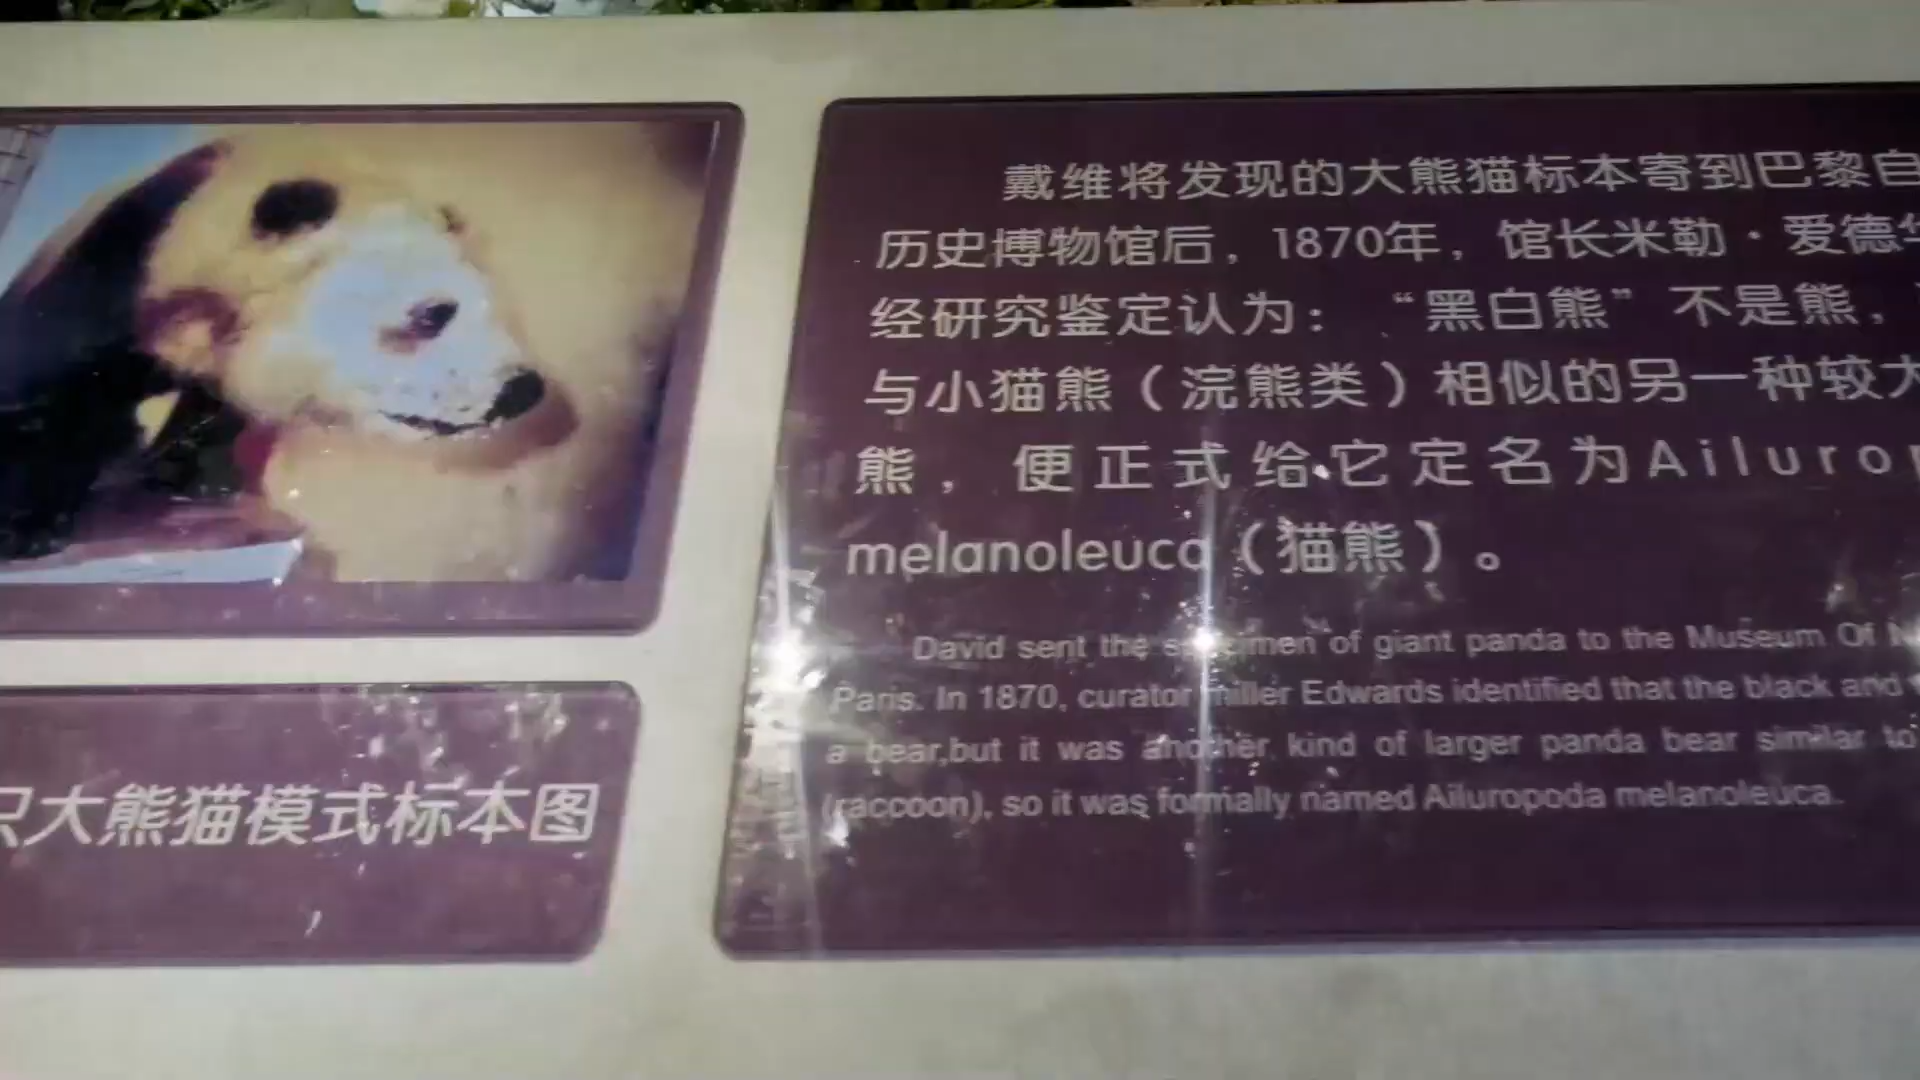 戴维将发现的大熊猫标本寄到巴黎自
历史博物馆后，1870年，馆长米勒·爱德华
经研究鉴定认为：“黑白熊”不是熊，
与小猫熊（浣熊类）相似的另一种较大
熊，便正式给它定名为Ailurop
melanoleuca（猫熊）。
David sent the specimen of giant panda to the Museum Of
Paris. In 1870, curator miller Edwards identified that the black and
a bear,but it was another kind of larger panda bear similar to
(raccoon), so it was formally named Ailuropoda melanoleuca.
只大熊猫模式标本图